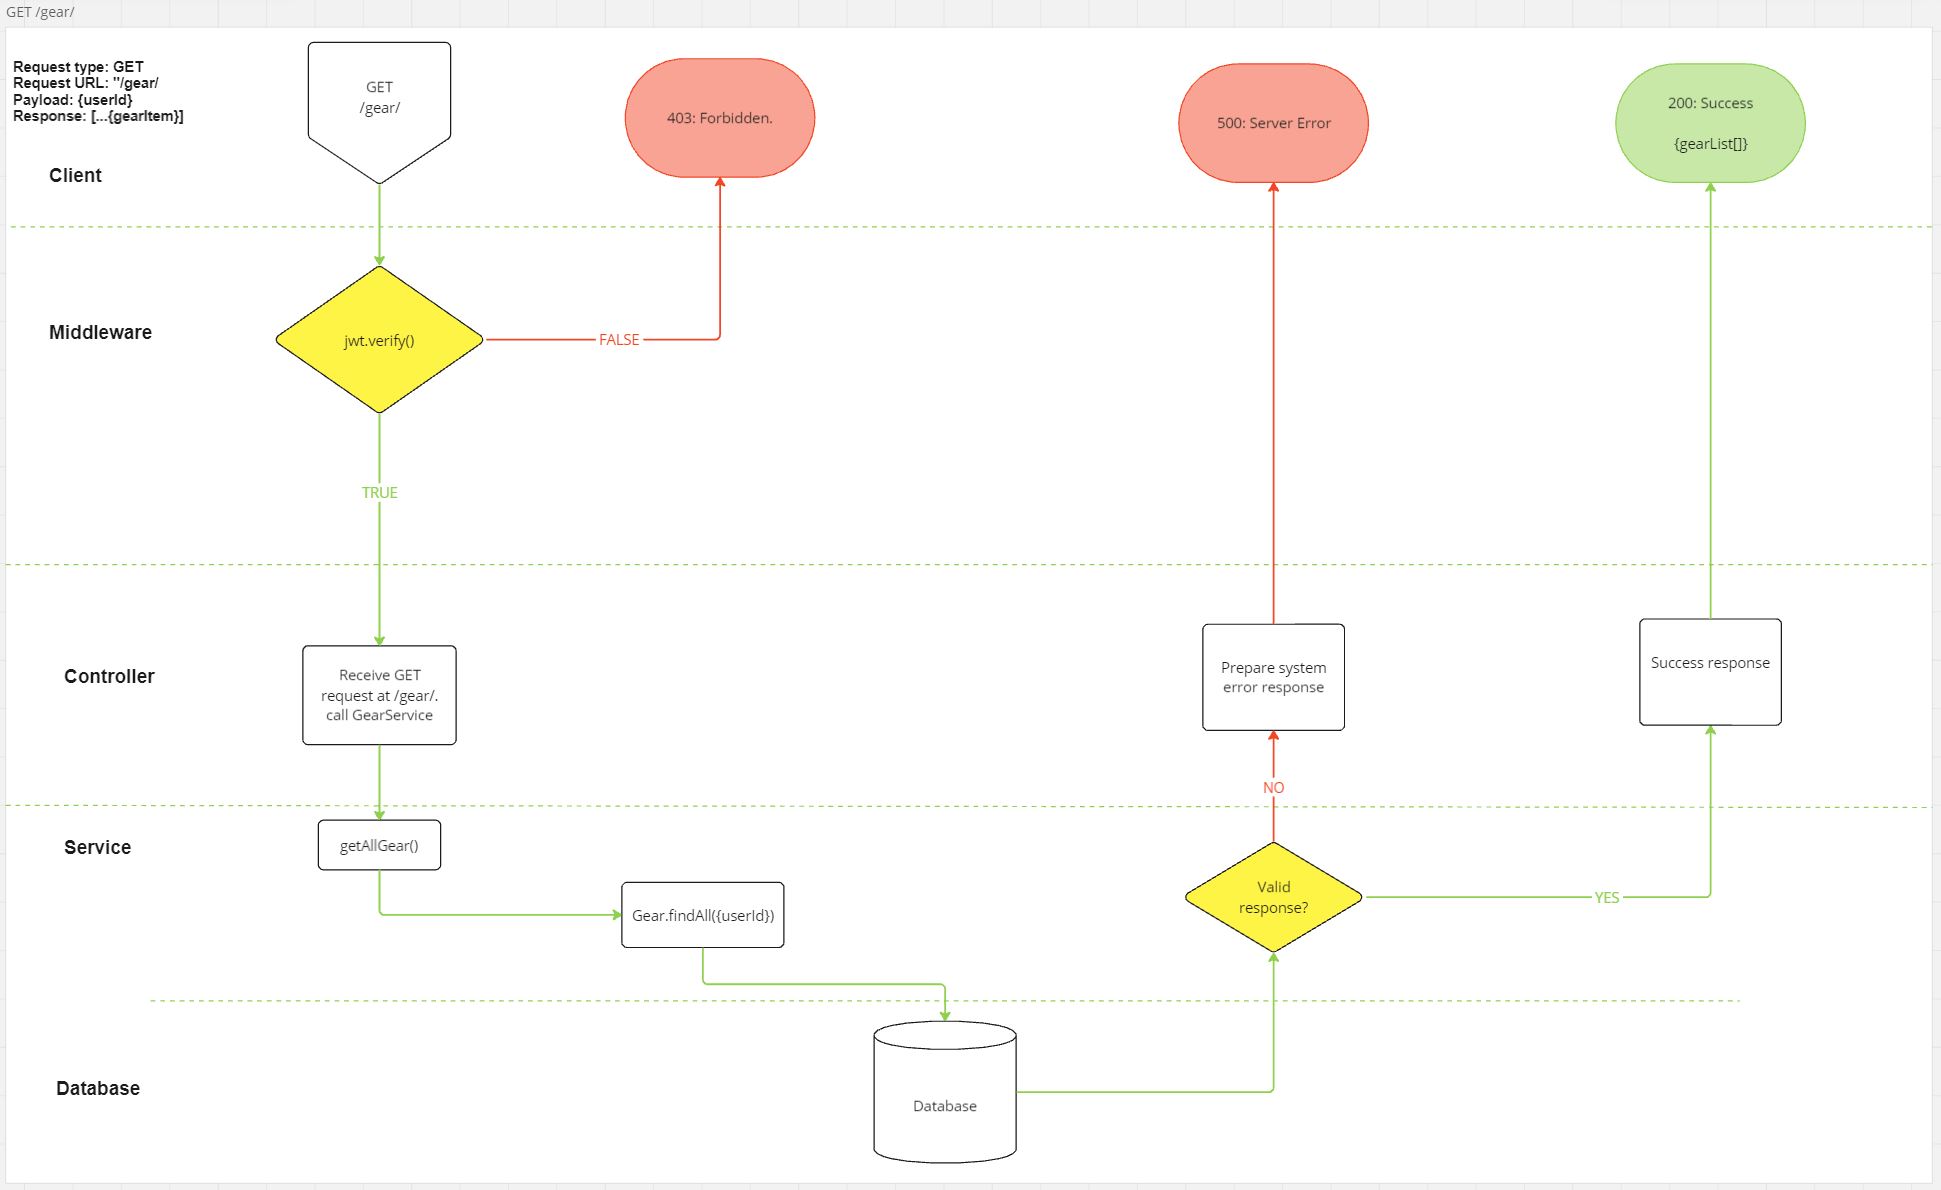 GET /gear/
Request type: GET
Request URL: "/gear/
Payload: {userId}
Response: [...{gearItem}]
GET
/gear/
403: Forbidden.
500: Server Error
200: Success
{gearList[]}
Client
Middleware
jwt.verify()
FALSE
TRUE
Controller
Receive GET
request at /gear/.
call GearService
Prepare system
error response
Success response
NO
Service
getAllGear()
Gear.findAll({userId})
Valid
response?
YES
Database
Database